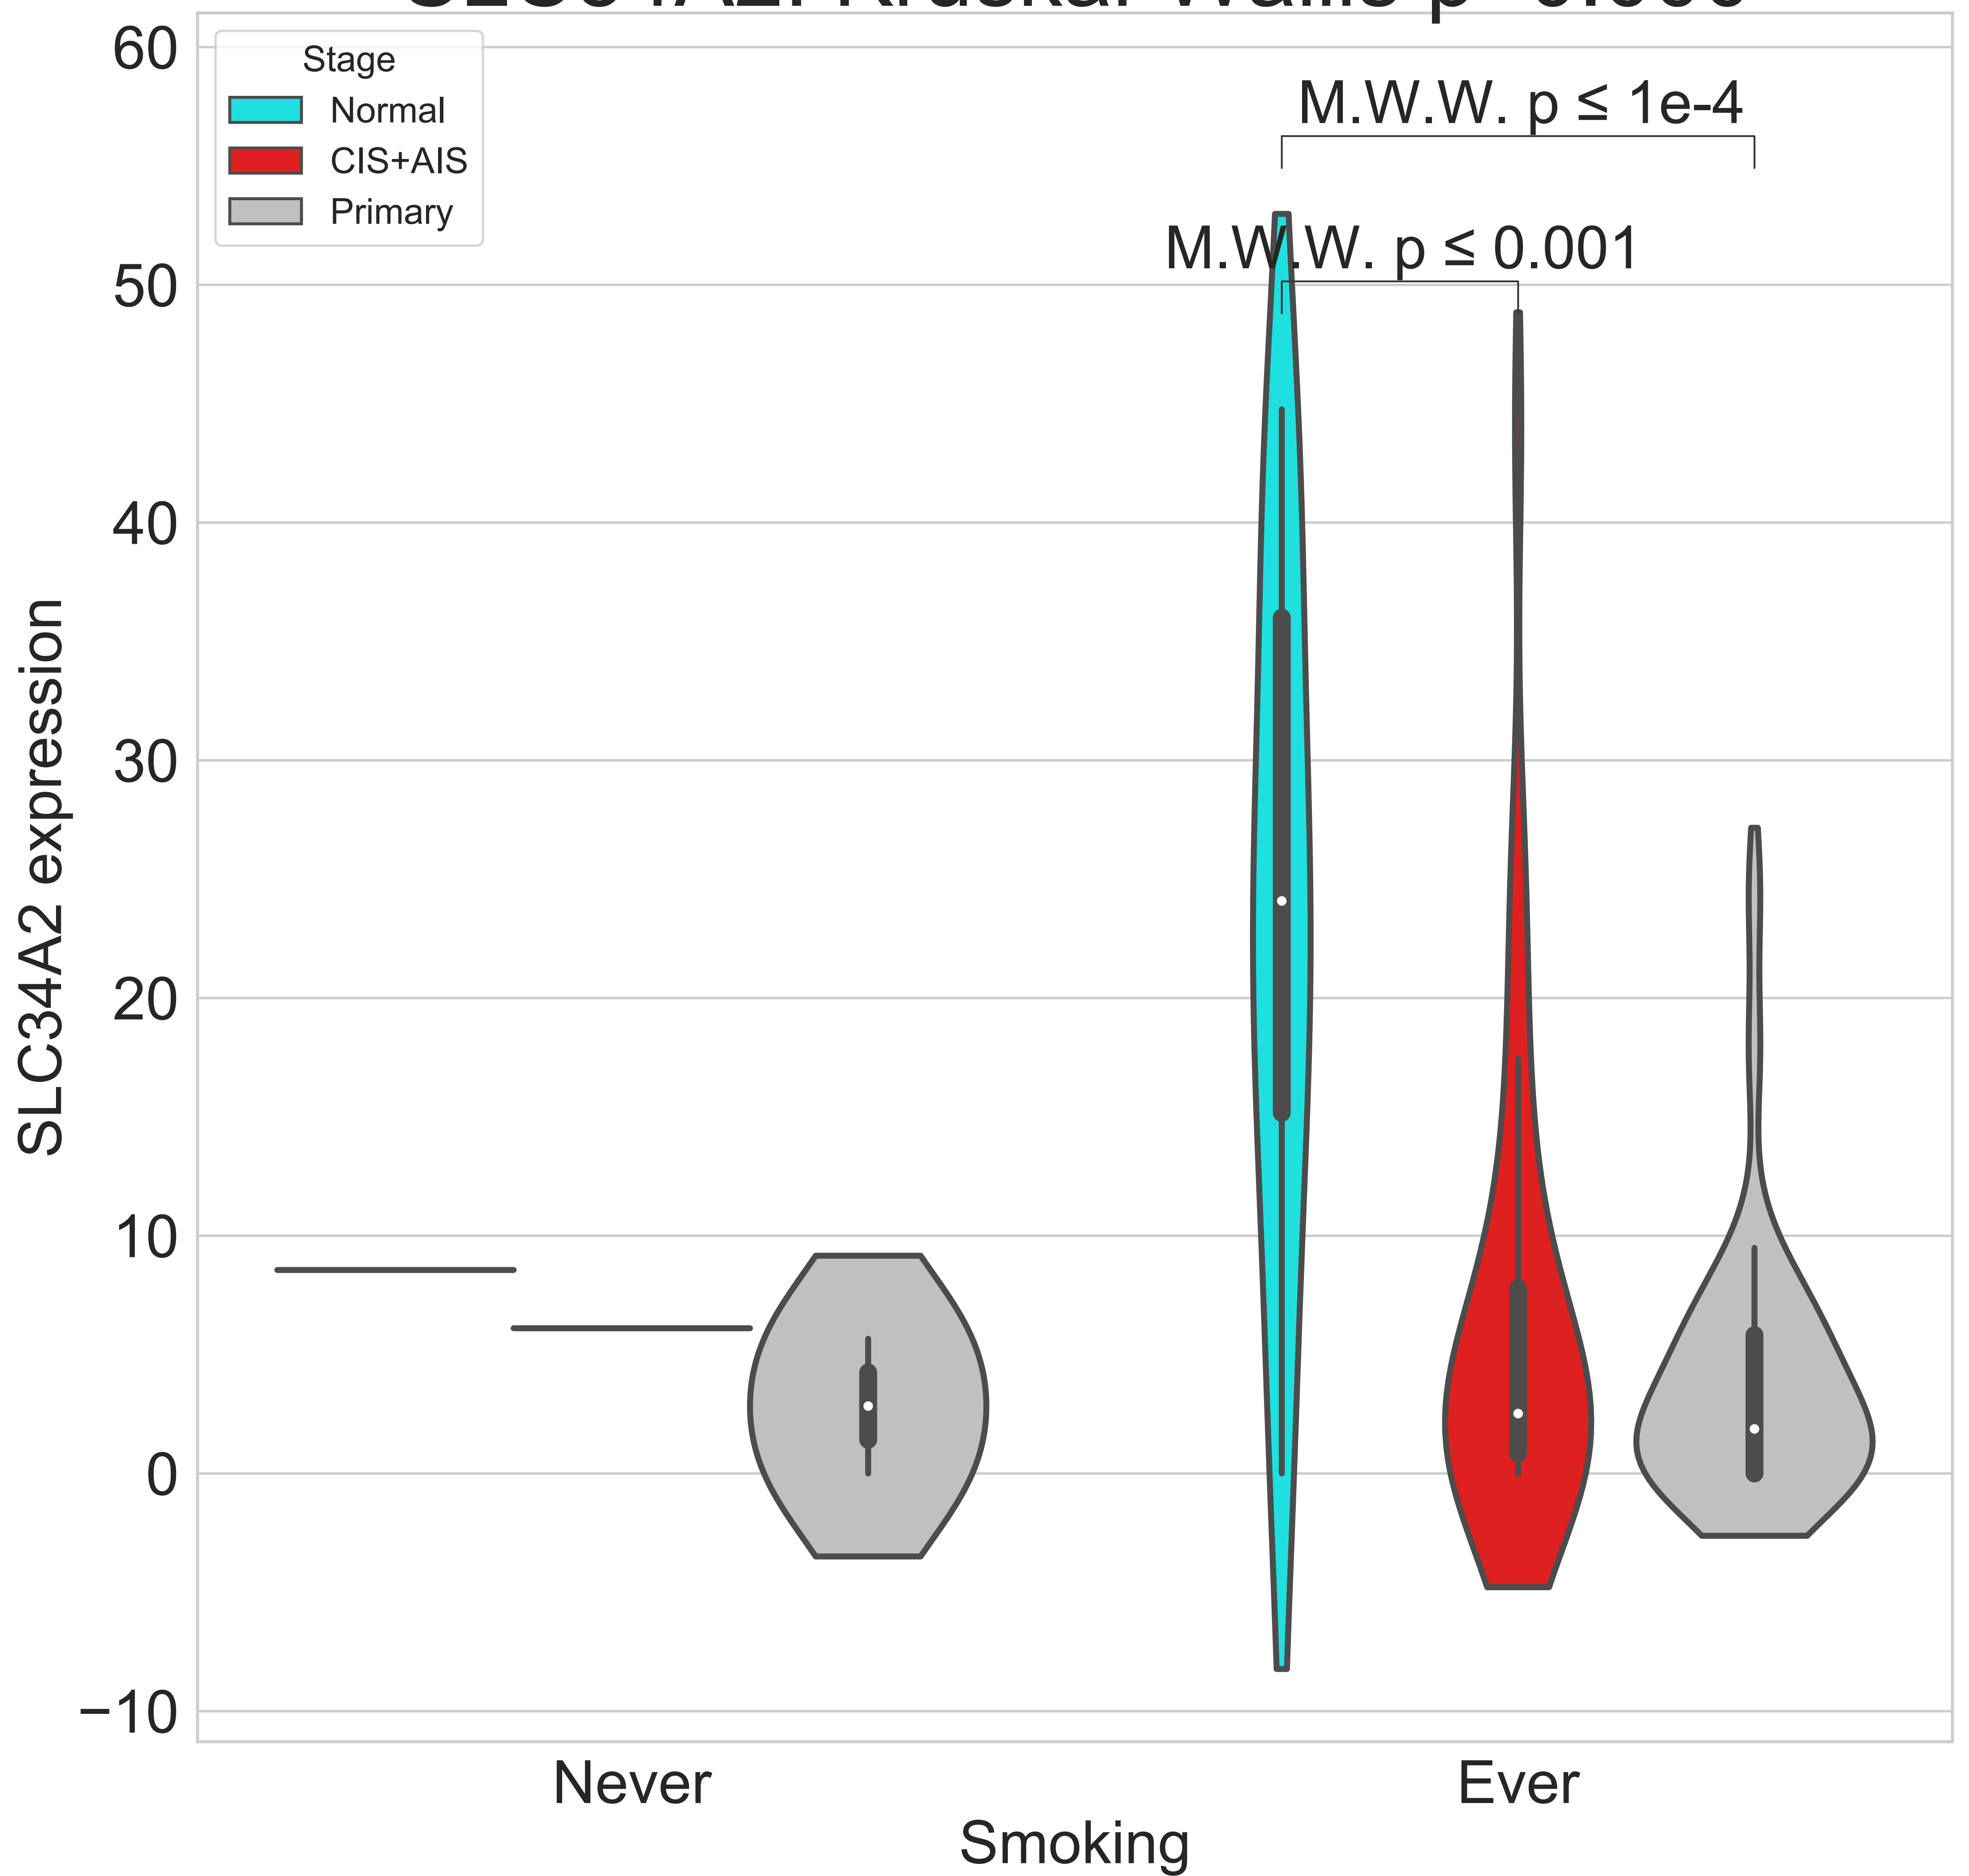 60
Stage
Normal
CIS+AIS
Primary
M.W.W. p ≤ 1e-4
M.W.W. p ≤ 0.001
50
40
30
20
10
0
−10
SLC34A2 expression
Never
Ever
Smoking